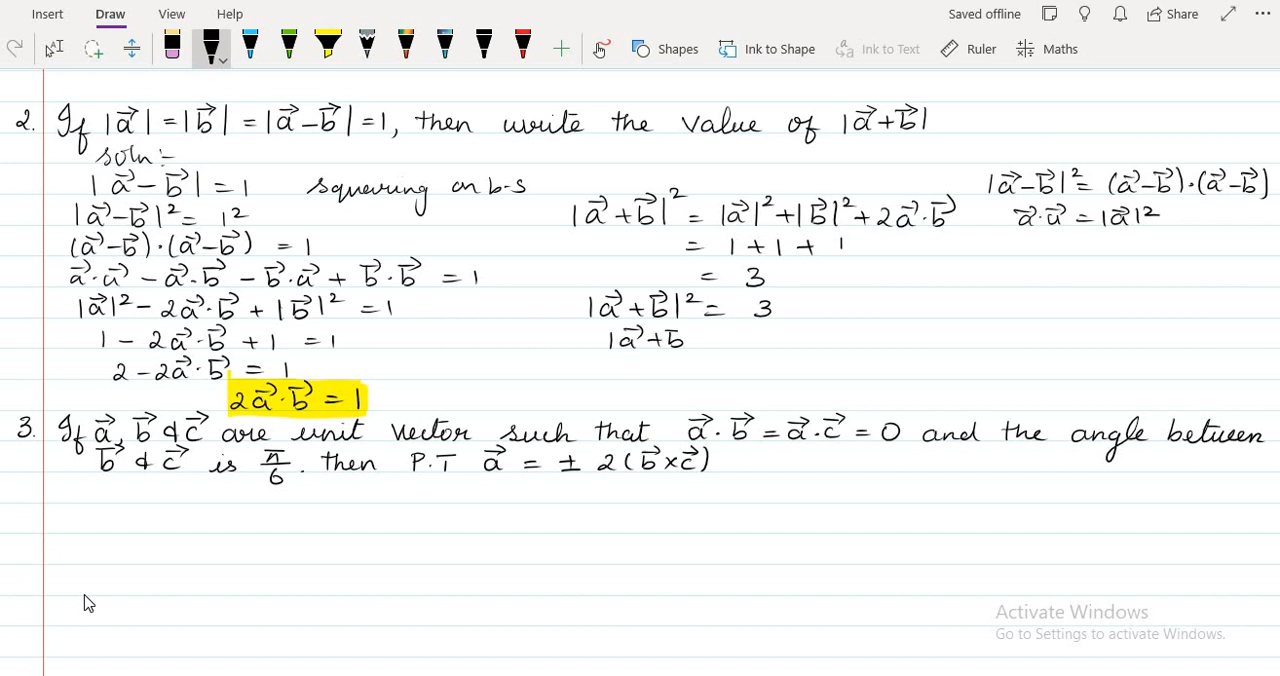 Insert Draw View Help Saved offline Share
Shapes Ink to Shape Ink to Text Ruler Maths
2. If |a⃗| = |b⃗| = |a⃗-b⃗| = 1, then write the value of |a⃗+b⃗|
soln:-
|a⃗-b⃗| = 1 squering on b-s
|a⃗-b⃗|² = 1²
(a⃗-b⃗)·(a⃗-b⃗) = 1
a⃗·a⃗ - a⃗·b⃗ - b⃗·a⃗ + b⃗·b⃗ = 1
|a⃗|² - 2a⃗·b⃗ + |b⃗|² = 1
1 - 2a⃗·b⃗ + 1 = 1
2 - 2a⃗·b⃗ = 1
2a⃗·b⃗ = 1
|a⃗+b⃗|² = |a⃗|² + |b⃗|² + 2a⃗·b⃗
= 1 + 1 + 1
= 3
|a⃗+b⃗|² = 3
|a⃗+b
|a⃗-b⃗|² = (a⃗-b⃗)·(a⃗-b⃗)
a⃗·a⃗ = |a⃗|²
3. If a⃗, b⃗ & c⃗ are unit vector such that a⃗·b⃗ = a⃗·c⃗ = 0 and the angle between
b⃗ & c⃗ is π/6. then P.T a⃗ = ± 2(b⃗×c⃗)
Activate Windows
Go to Settings to activate Windows.